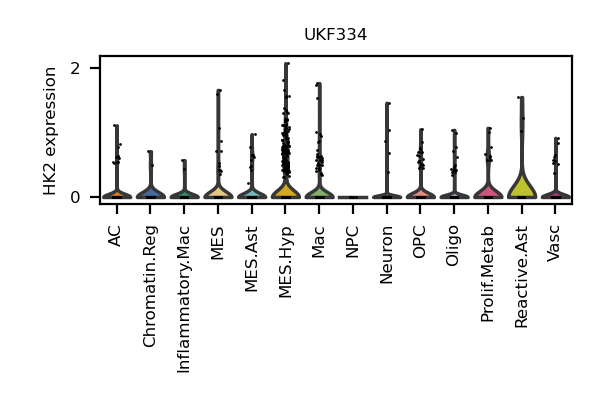 UKF334
HK2 expression
2
0
AC
Chromatin.Reg
Inflammatory.Mac
MES
MES.Ast
MES.Hyp
Mac
NPC
Neuron
OPC
Oligo
Prolif.Metab
Reactive.Ast
Vasc